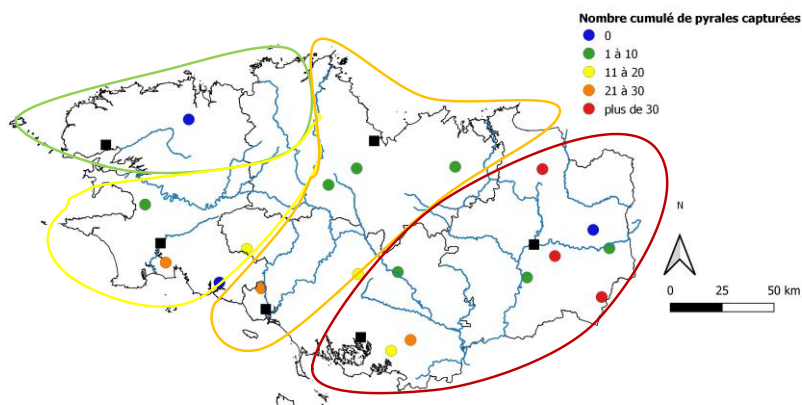 Nombre cumulé de pyrales capturées
0
1 à 10
11 à 20
21 à 30
plus de 30
N
0 25 50 km